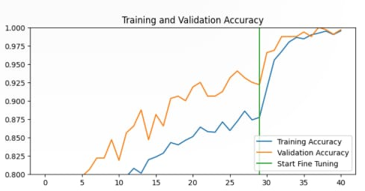 Training and Validation Accuracy
1.000
0.975
0.950
0.925
0.900
0.875
0.850
0.825
0.800
Training Accuracy
Validation Accuracy
Start Fine Tuning
0 5 10 15 20 25 30 35 40